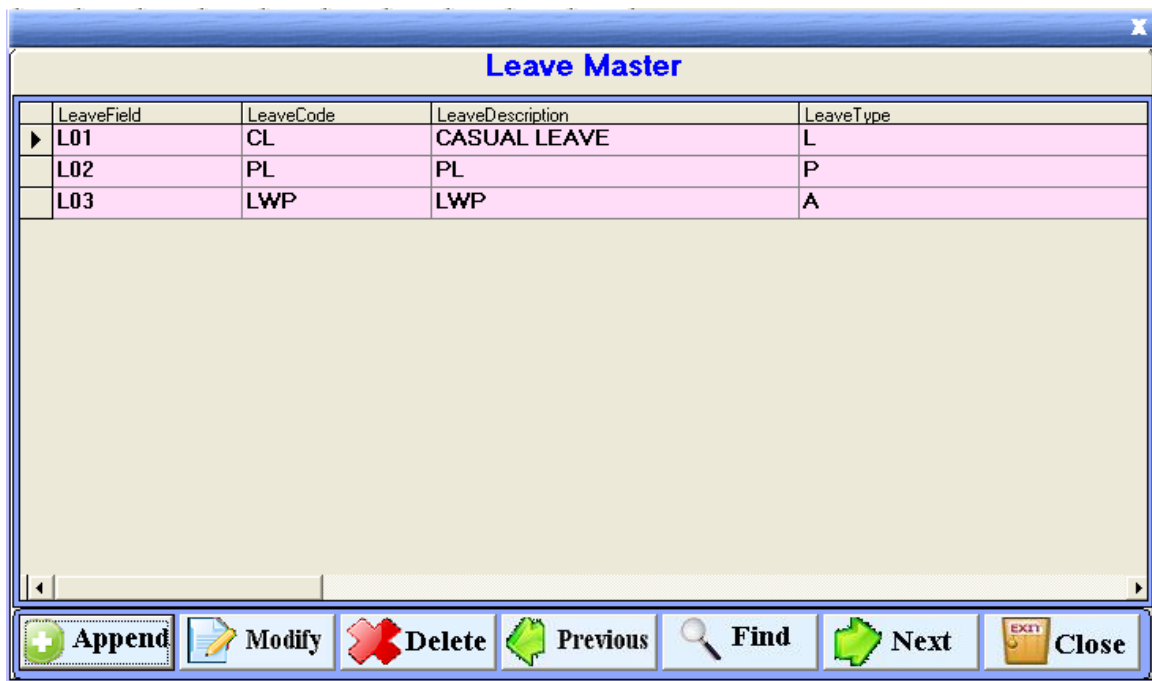 X
Leave Master
LeaveField LeaveCode LeaveDescription LeaveType
L01 CL CASUAL LEAVE L
L02 PL PL P
L03 LWP LWP A
Append Modify Delete Previous Find Next EXIT Close